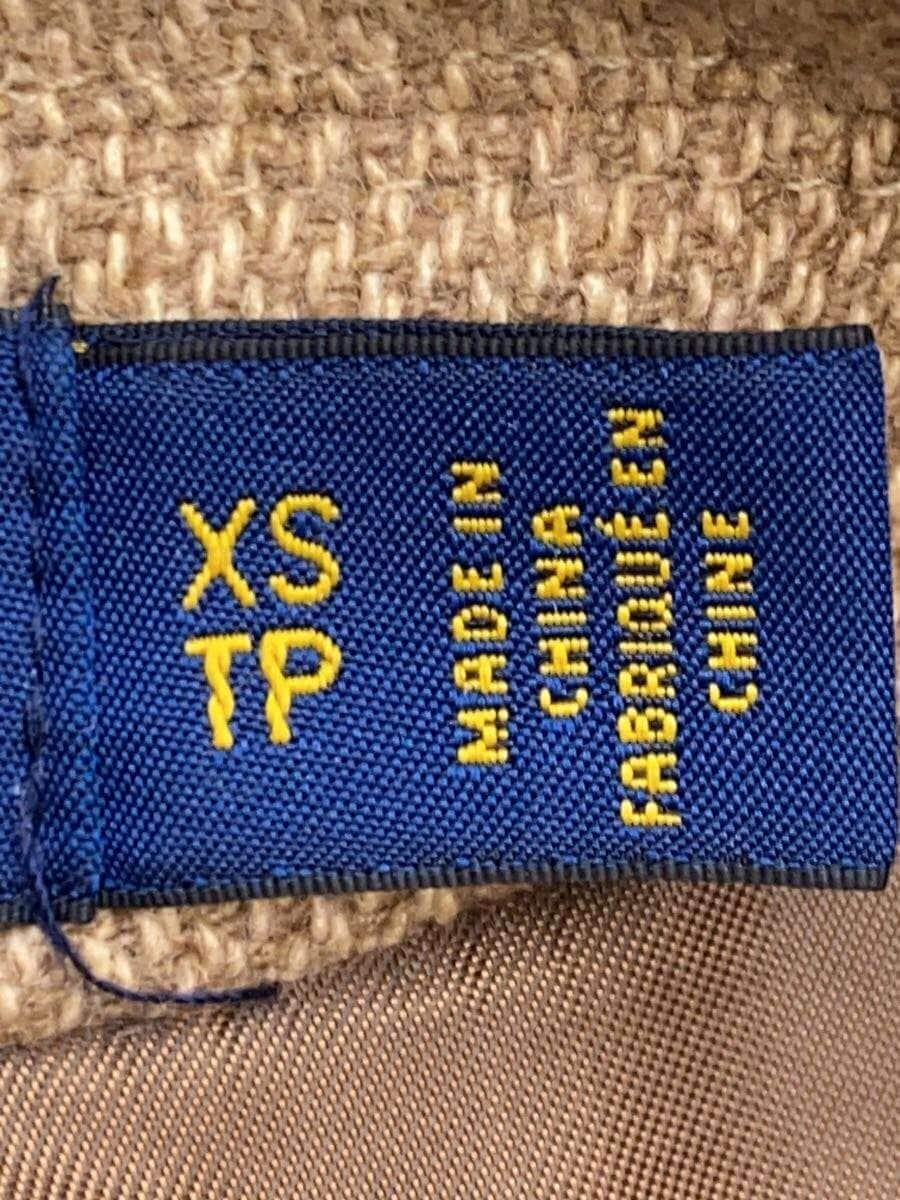 XS
TP
MADE IN
CHINA
FABRIQUÉ EN
CHINE